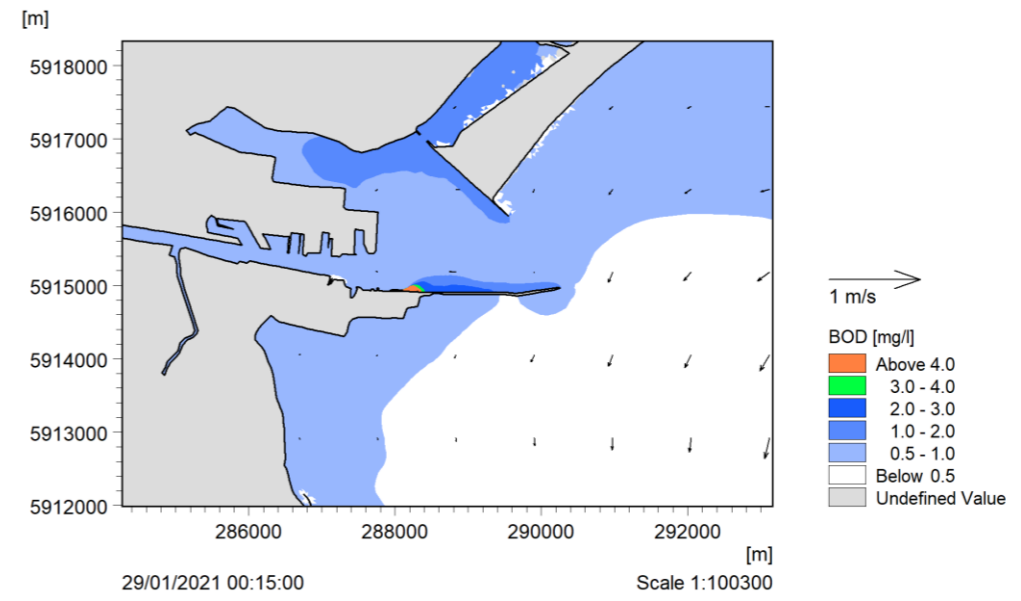 [m]
5918000
5917000
5916000
5915000
5914000
5913000
5912000
286000 288000 290000 292000
[m]
29/01/2021 00:15:00 Scale 1:100300
1 m/s
BOD [mg/l]
Above 4.0
3.0 - 4.0
2.0 - 3.0
1.0 - 2.0
0.5 - 1.0
Below 0.5
Undefined Value